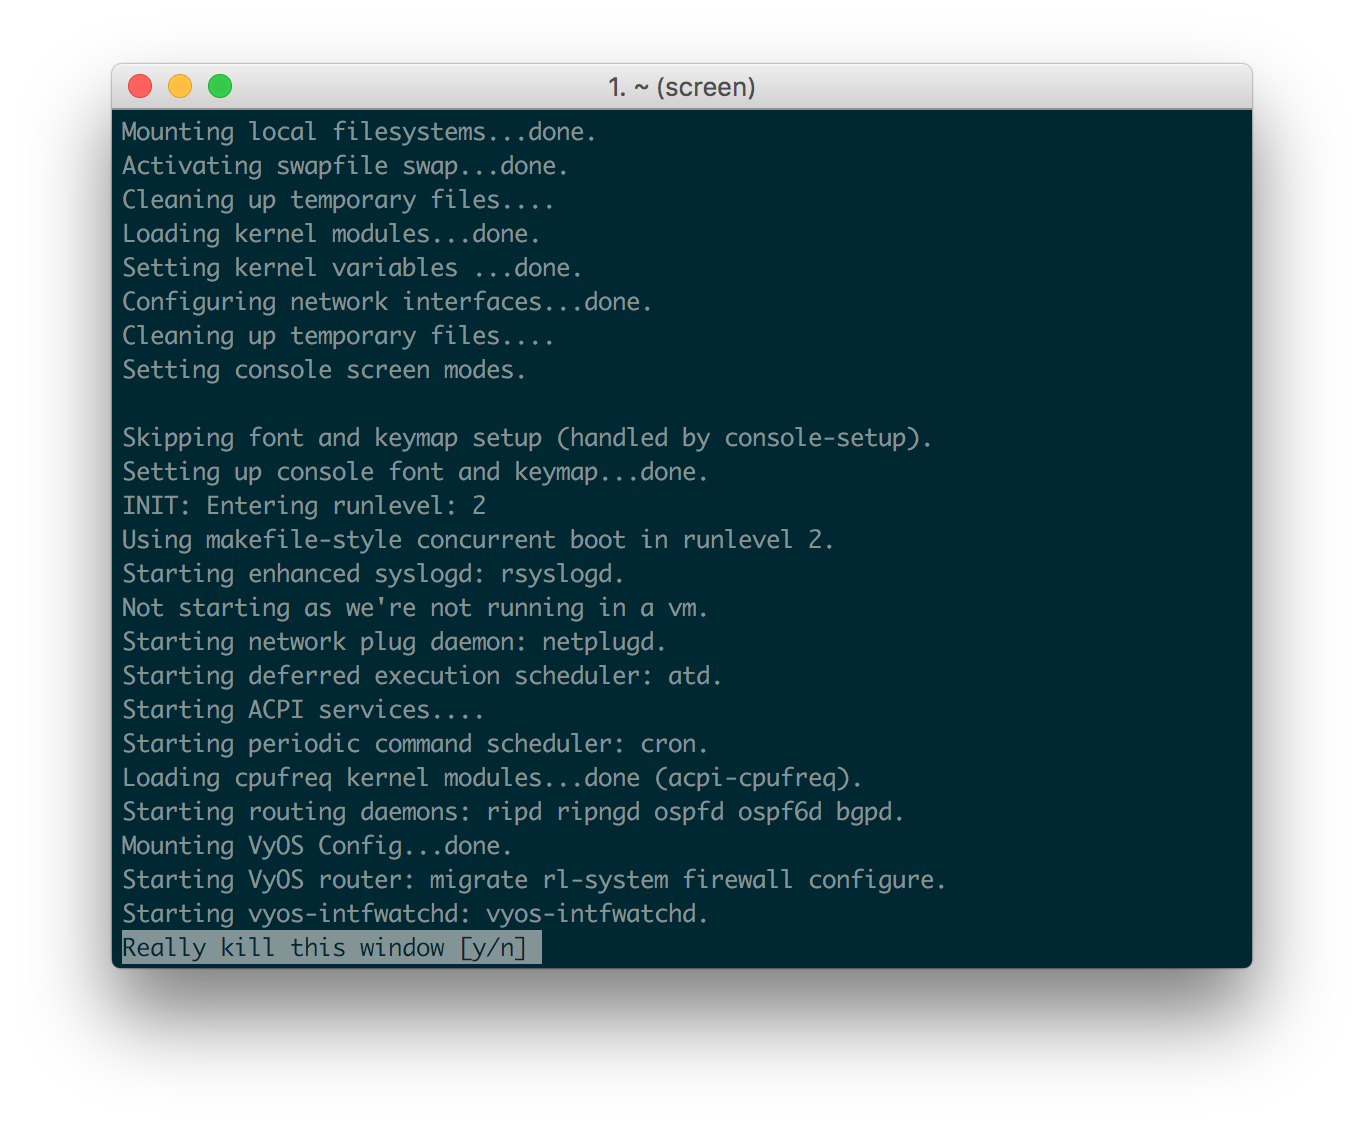 1. ~ (screen)
Mounting local filesystems...done.
Activating swapfile swap...done.
Cleaning up temporary files....
Loading kernel modules...done.
Setting kernel variables ...done.
Configuring network interfaces...done.
Cleaning up temporary files....
Setting console screen modes.
Skipping font and keymap setup (handled by console-setup).
Setting up console font and keymap...done.
INIT: Entering runlevel: 2
Using makefile-style concurrent boot in runlevel 2.
Starting enhanced syslogd: rsyslogd.
Not starting as we're not running in a vm.
Starting network plug daemon: netplugd.
Starting deferred execution scheduler: atd.
Starting ACPI services....
Starting periodic command scheduler: cron.
Loading cpufreq kernel modules...done (acpi-cpufreq).
Starting routing daemons: ripd ripngd ospfd ospf6d bgpd.
Mounting VyOS Config...done.
Starting VyOS router: migrate rl-system firewall configure.
Starting vyos-intfwatchd: vyos-intfwatchd.
Really kill this window [y/n]